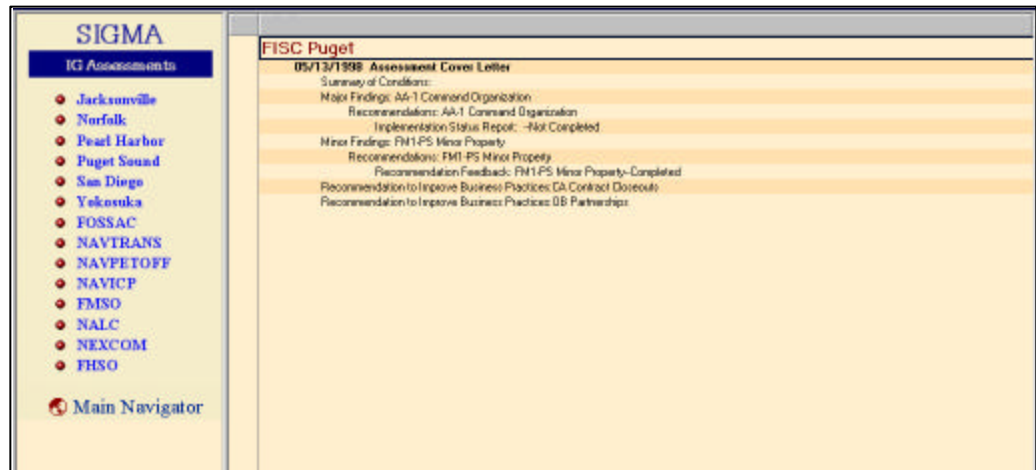 SIGMA
IG Assessments
Jacksonville
Norfolk
Pearl Harbor
Puget Sound
San Diego
Yokosuka
FOSSAC
NAVTRANS
NAVPETOFF
NAVICP
FMSO
NALC
NEXCOM
FHSO
Main Navigator
FISC Puget
05/13/1998 Assessment Cover Letter
Summary of Conditions:
Major Findings: AA-1 Command Organization
Recommendations: AA-1 Command Organization
Implementation Status Report: --Not Completed
Minor Findings: FM1-PS Minor Property
Recommendations: FM1-PS Minor Property
Recommendation Feedback: FM1-PS Minor Property--Completed
Recommendation to Improve Business Practices: CA Contract Closeouts
Recommendation to Improve Business Practices: OB Partnerships